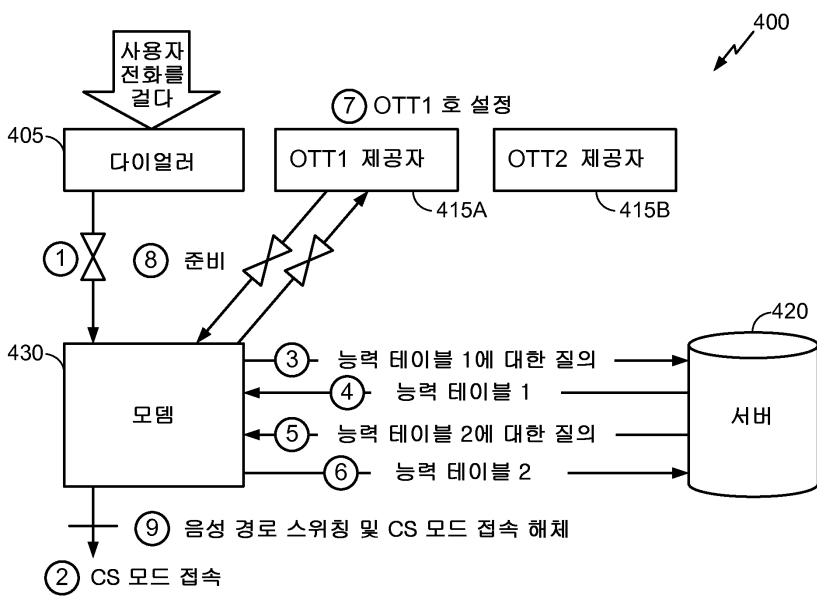 400
사용자
전화를
걸다
⑦ OTT1 호 설정
405
다이얼러
OTT1 제공자
OTT2 제공자
415A
415B
①
⑧ 준비
420
430
모뎀
서버
③ 능력 테이블 1에 대한 질의
④ 능력 테이블 1
⑤ 능력 테이블 2에 대한 질의
⑥ 능력 테이블 2
⑨ 음성 경로 스위칭 및 CS 모드 접속 해체
② CS 모드 접속